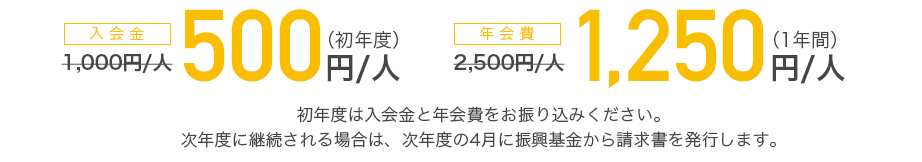 入会金
1,000円/人
500
(初年度)
円/人
年会費
2,500円/人
1,250
(1年間)
円/人
初年度は入会金と年会費をお振り込みください。
次年度に継続される場合は、次年度の4月に振興基金から請求書を発行します。